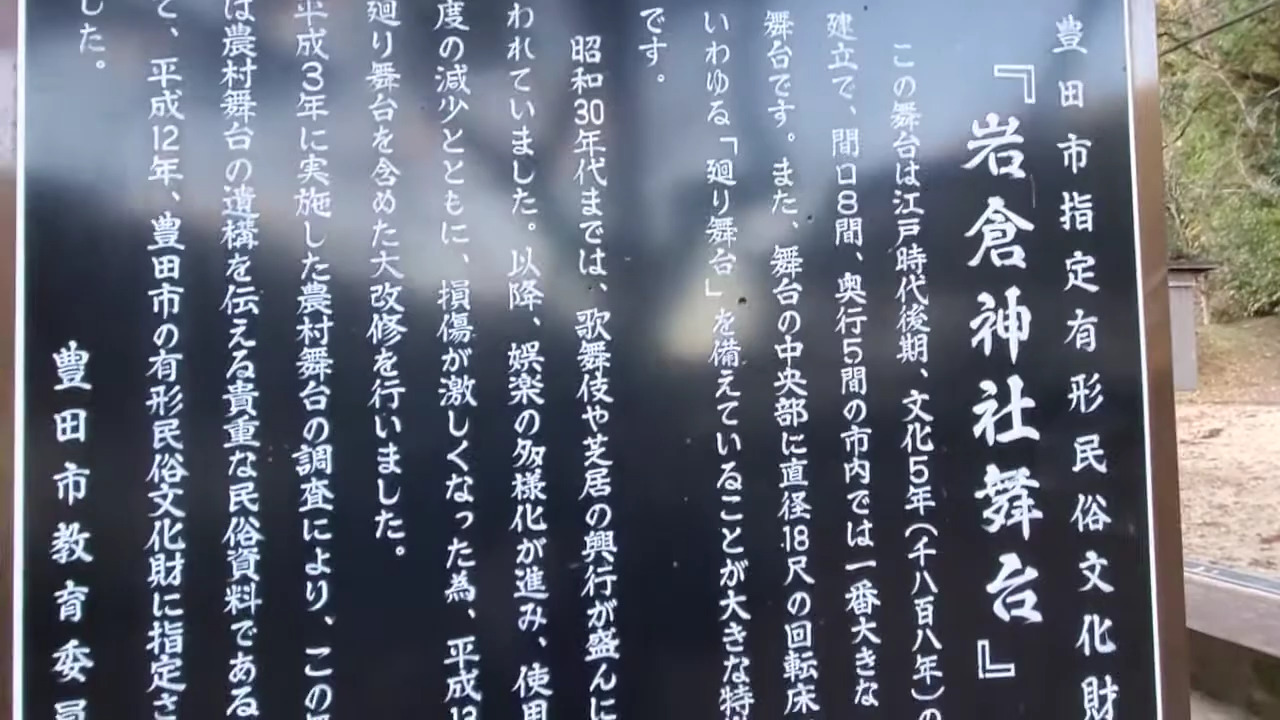 豊田市指定有形民俗文化財
『岩倉神社舞台』
この舞台は江戸時代後期、文化5年(千八百八年)の
建立で、間口8間、奥行5間の市内では一番大きな
舞台です。また、舞台の中央部に直径18尺の回転床
いわゆる「廻り舞台」を備えていることが大きな特
です。
昭和30年代までは、歌舞伎や芝居の興行が盛んに
われていました。以降、娯楽の多様化が進み、使用
度の減少とともに、損傷が激しくなった為、平成13
廻り舞台を含めた大改修を行いました。
平成3年に実施した農村舞台の調査により、この
は農村舞台の遺構を伝える貴重な民俗資料である
て、平成12年、豊田市の有形民俗文化財に指定さ
した。
豊田市教育委員